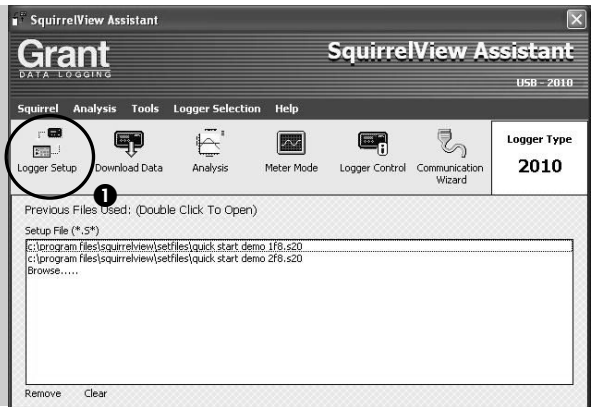 SquirrelView Assistant
Grant
DATA LOGGING
SquirrelView Assistant
USB - 2010
Squirrel Analysis Tools Logger Selection Help
Logger Setup
Download Data
Analysis
Meter Mode
Logger Control
Communication
Wizard
Logger Type
2010
1
Previous Files Used: (Double Click To Open)
Setup File (*.S*)
c:\program files\squirrelview\setfiles\quick start demo 1f8.s20
c:\program files\squirrelview\setfiles\quick start demo 2f8.s20
Browse.....
Remove Clear